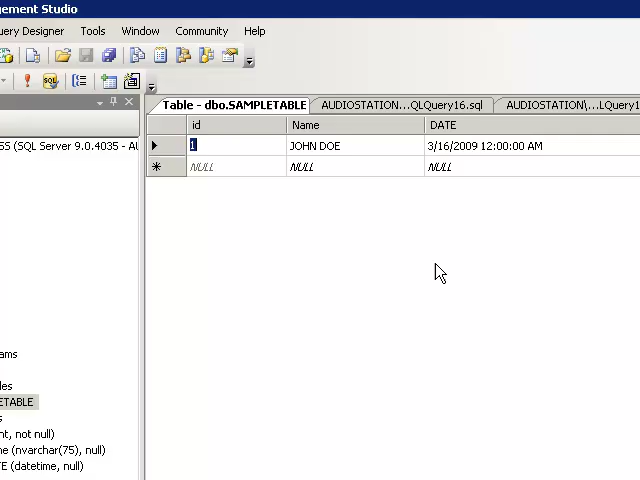 gement Studio
uery Designer Tools Window Community Help
Table - dbo.SAMPLETABLE AUDIOSTATION...QLQuery16.sql AUDIOSTATION\...LQuery1
id Name DATE
SS (SQL Server 9.0.4035 - AU
1 JOHN DOE 3/16/2009 12:00:00 AM
NULL NULL NULL
ams
les
ETABLE
s
nt, not null)
me (nvarchar(75), null)
TE (datetime, null)